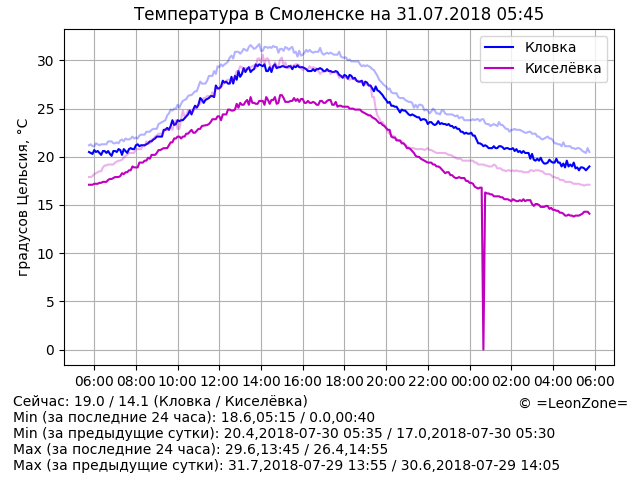 Температура в Смоленске на 31.07.2018 05:45
градусов Цельсия, °C
30
25
20
15
10
5
0
Кловка
Киселёвка
06:00 08:00 10:00 12:00 14:00 16:00 18:00 20:00 22:00 00:00 02:00 04:00 06:00
Сейчас: 19.0 / 14.1 (Кловка / Киселёвка)
© =LeonZone=
Min (за последние 24 часа): 18.6,05:15 / 0.0,00:40
Min (за предыдущие сутки): 20.4,2018-07-30 05:35 / 17.0,2018-07-30 05:30
Max (за последние 24 часа): 29.6,13:45 / 26.4,14:55
Max (за предыдущие сутки): 31.7,2018-07-29 13:55 / 30.6,2018-07-29 14:05